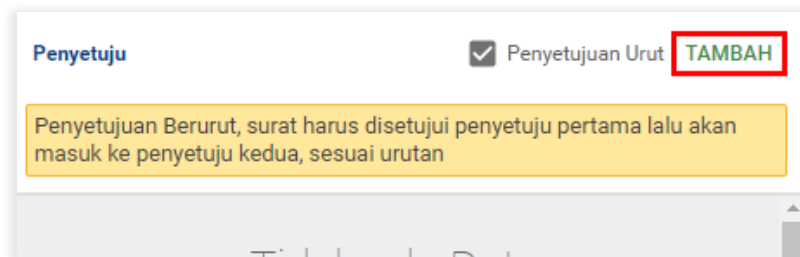 Penyetuju
Penyetujuan Urut TAMBAH
Penyetujuan Berurut, surat harus disetujui penyetuju pertama lalu akan
masuk ke penyetuju kedua, sesuai urutan